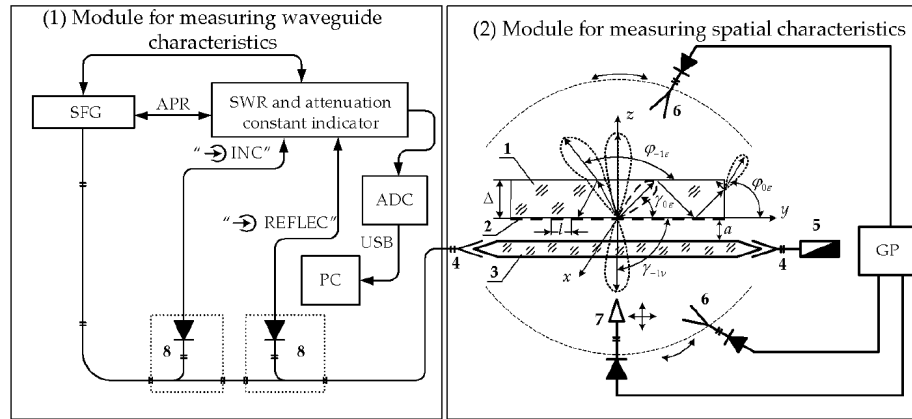 (1) Module for measuring waveguide
characteristics
SFG
APR
SWR and attenuation
constant indicator
“ INC”
“ REFLEC”
ADC
USB
PC
8
8
4
(2) Module for measuring spatial characteristics
6
z
φ₋₁ε
φ₀ε
1
Δ
γ₀ε
y
2
l
a
5
4
GP
3
x
γ₋₁ν
7
6